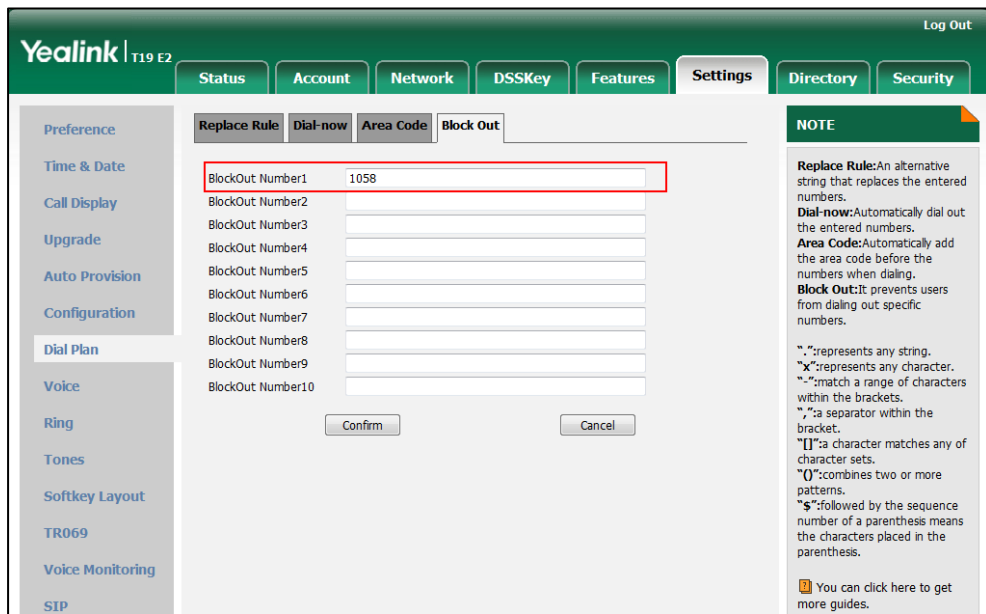 Log Out
Yealink | T19 E2
Status Account Network DSSKey Features Settings Directory Security
Preference
Time & Date
Call Display
Upgrade
Auto Provision
Configuration
Dial Plan
Voice
Ring
Tones
Softkey Layout
TR069
Voice Monitoring
SIP
Replace Rule Dial-now Area Code Block Out
BlockOut Number1 1058
BlockOut Number2
BlockOut Number3
BlockOut Number4
BlockOut Number5
BlockOut Number6
BlockOut Number7
BlockOut Number8
BlockOut Number9
BlockOut Number10
Confirm Cancel
NOTE
Replace Rule:An alternative
string that replaces the entered
numbers.
Dial-now:Automatically dial out
the entered numbers.
Area Code:Automatically add
the area code before the
numbers when dialing.
Block Out:It prevents users
from dialing out specific
numbers.
".":represents any string.
"x":represents any character.
"-":match a range of characters
within the brackets.
",":a separator within the
bracket.
"[]":a character matches any of
character sets.
"()":combines two or more
patterns.
"$":followed by the sequence
number of a parenthesis means
the characters placed in the
parenthesis.
? You can click here to get
more guides.